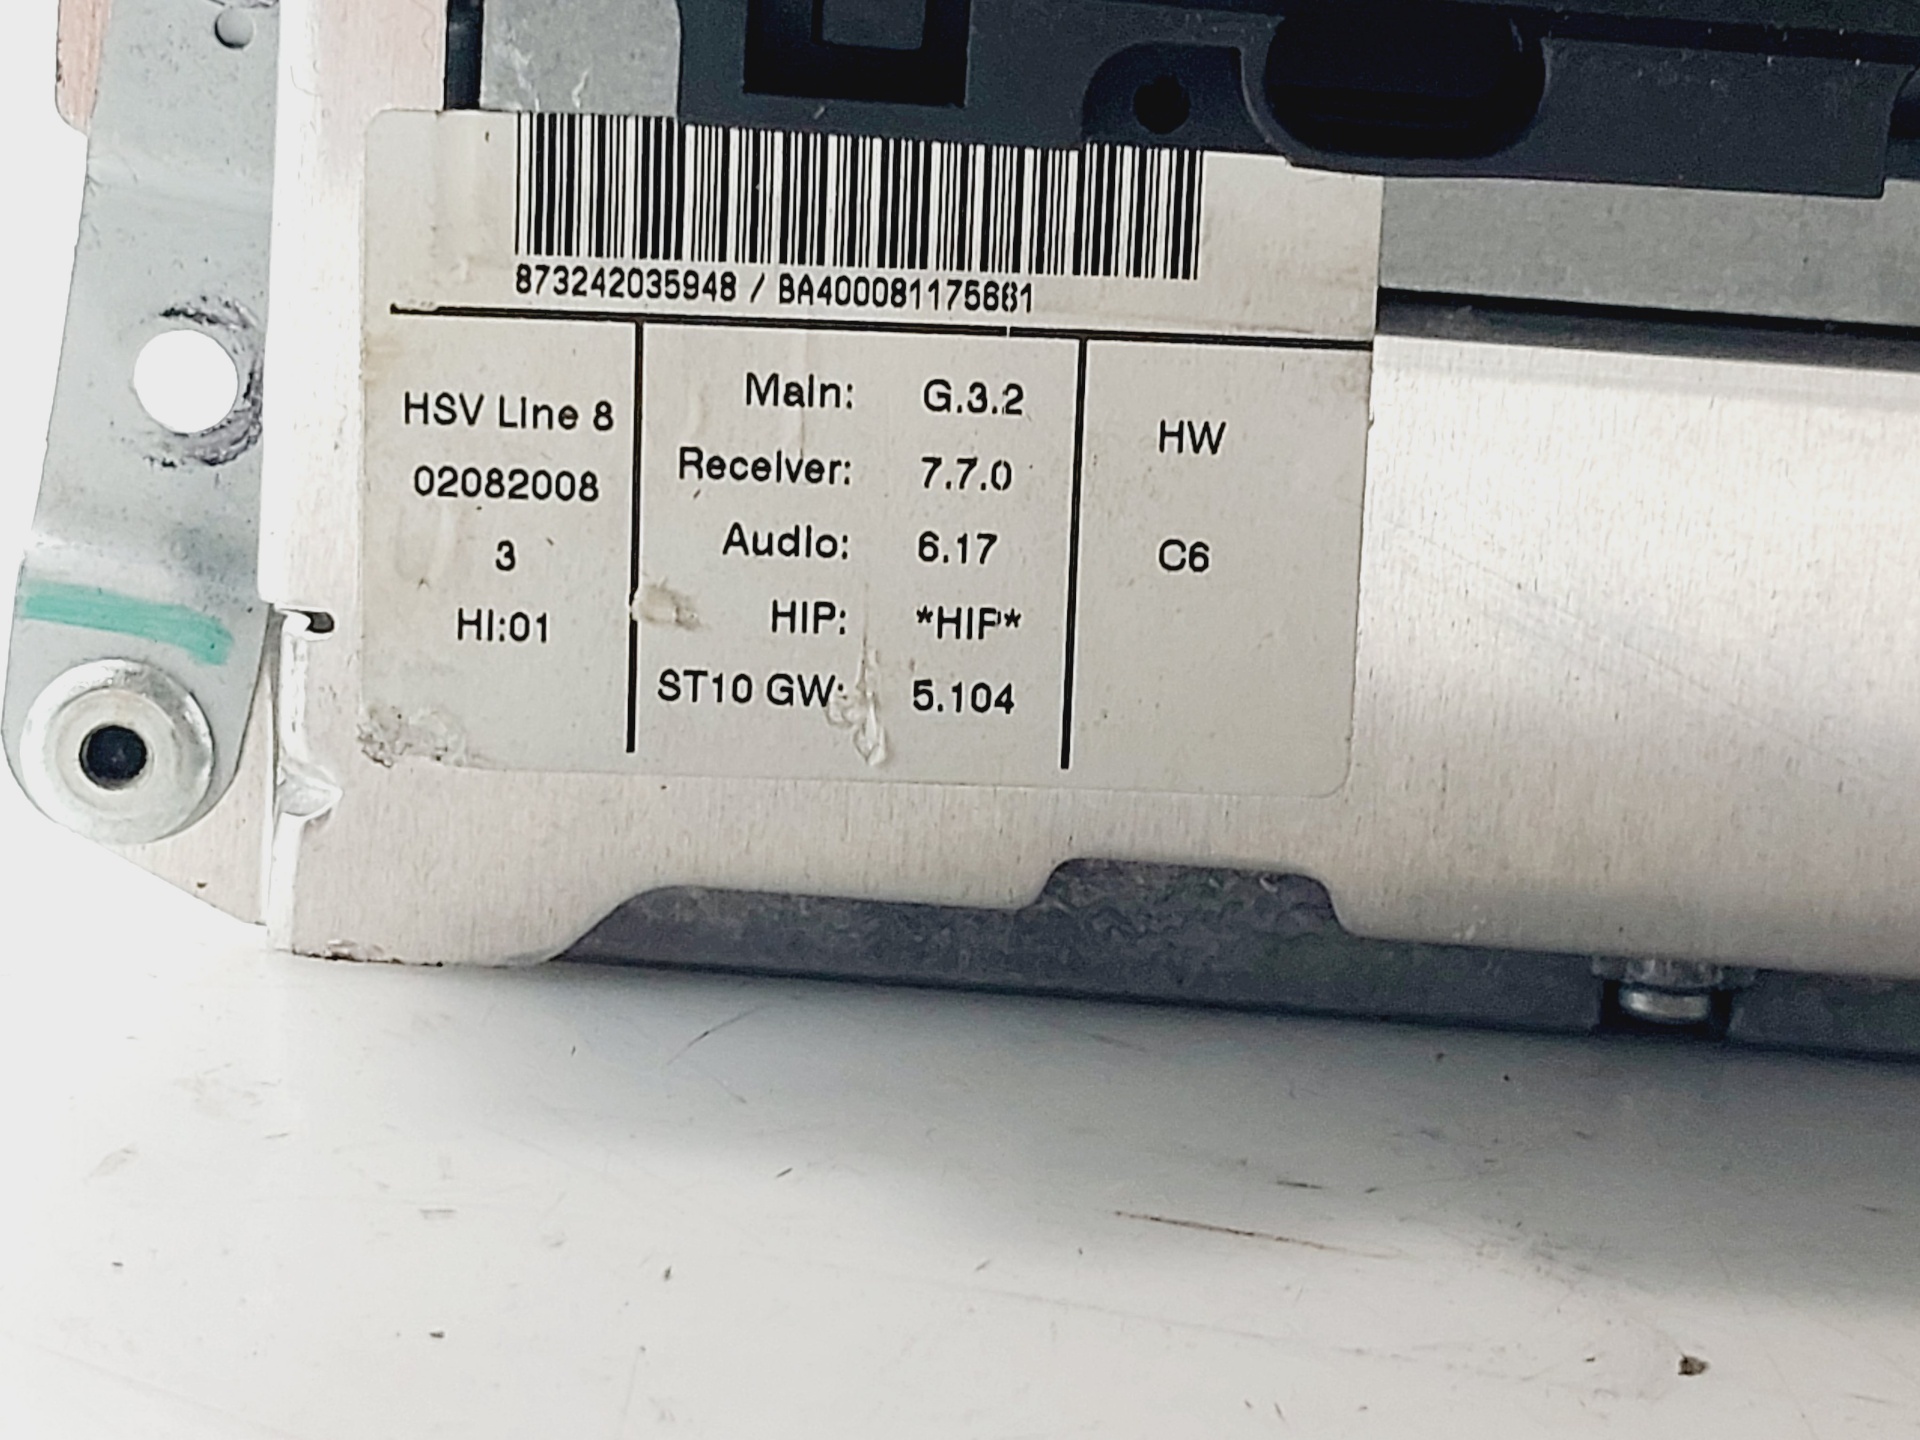 873242035948 / BA400081175681
HSV Line 8
02082008
3
HI:01
Main: G.3.2
Receiver: 7.7.0
Audio: 6.17
HIP: *HIP*
ST10 GW: 5.104
HW
C6